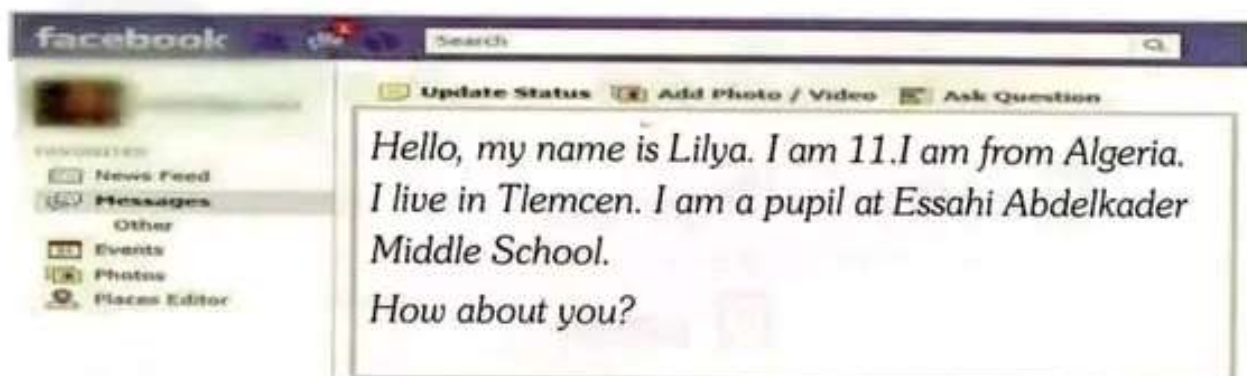 facebook
Search
Update Status Add Photo / Video Ask Question
Hello, my name is Lilya. I am 11.I am from Algeria.
I live in Tlemcen. I am a pupil at Essahi Abdelkader
Middle School.
How about you?
FAVORITES
News Feed
Messages
Other
Events
Photos
Places Editor